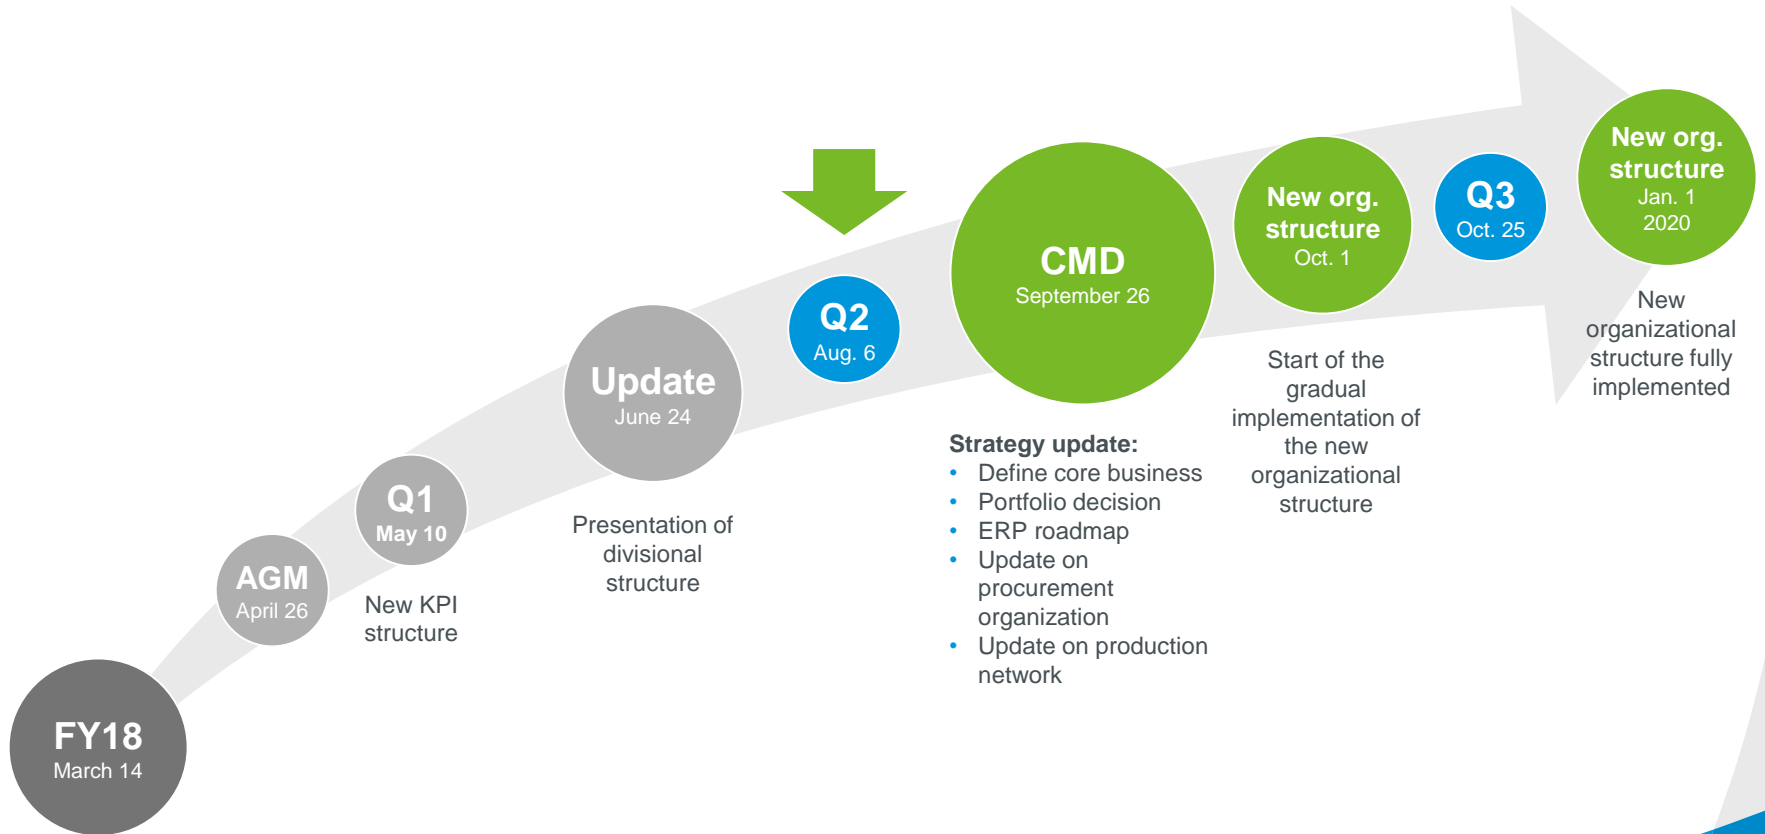 FY18
March 14
AGM
April 26
Q1
May 10
New KPI
structure
Update
June 24
Presentation of
divisional
structure
Q2
Aug. 6
CMD
September 26
Strategy update:
• Define core business
• Portfolio decision
• ERP roadmap
• Update on
procurement
organization
• Update on production
network
New org.
structure
Oct. 1
Start of the
gradual
implementation of
the new
organizational
structure
Q3
Oct. 25
New org.
structure
Jan. 1
2020
New
organizational
structure fully
implemented